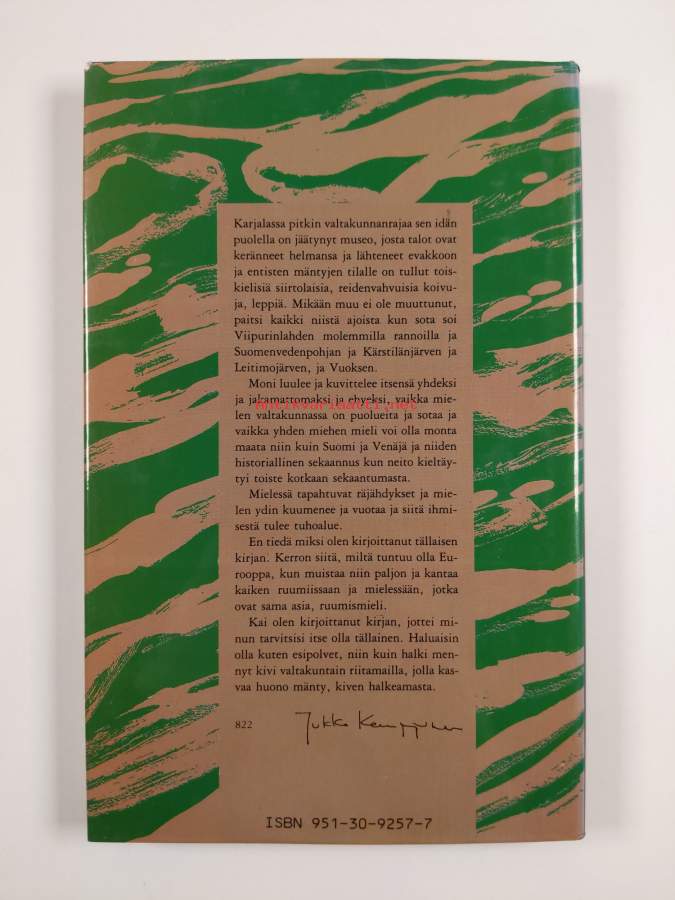 Karjalassa pitkin valtakunnanrajaa sen idän
puolella on jäätynyt museo, josta talot ovat
keränneet helmansa ja lähteneet evakkoon
ja entisten mäntyjen tilalle on tullut tois-
kielisiä siirtolaisia, reidenvahvuisia koivu-
ja, leppiä. Mikään muu ei ole muuttunut,
paitsi kaikki niistä ajoista kun sota soi
Viipurinlahden molemmilla rannoilla ja
Suomenvedenpohjan ja Kärstilänjärven ja
Leitimojärven, ja Vuoksen.
Moni luulee ja kuvittelee itsensä yhdeksi
ja jakamattomaksi ja ehyeksi, vaikka mie-
antikvariaatti.net
len valtakunnassa on puolueita ja sotaa ja
vaikka yhden miehen mieli voi olla monta
maata niin kuin Suomi ja Venäjä ja niiden
historiallinen sekaannus kun neito kieltäy-
tyi toiste kotkaan sekaantumasta.
Mielessä tapahtuvat räjähdykset ja mie-
len ydin kuumenee ja vuotaa ja siitä ihmi-
sestä tulee tuhoalue.
En tiedä miksi olen kirjoittanut tällaisen
kirjan. Kerron siitä, miltä tuntuu olla Eu-
rooppa, kun muistaa niin paljon ja kantaa
kaiken ruumiissaan ja mielessään, jotka
ovat sama asia, ruumismieli.
Kai olen kirjoittanut kirjan, jottei mi-
nun tarvitsisi itse olla tällainen. Haluaisin
olla kuten esipolvet, niin kuin halki men-
nyt kivi valtakuntain riitamailla, jolla kas-
vaa huono mänty, kiven halkeamasta.
822 Jukka Kemppinen
ISBN 951-30-9257-7